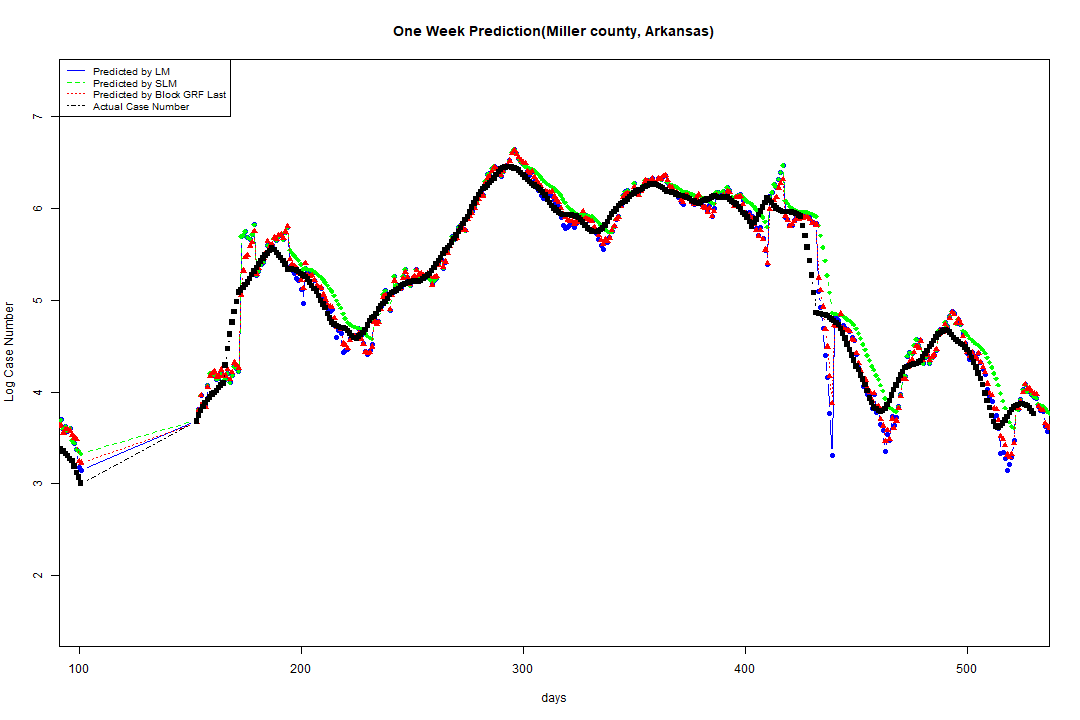 One Week Prediction(Miller county, Arkansas)
Predicted by LM
Predicted by SLM
Predicted by Block GRF Last
Actual Case Number
Log Case Number
7
6
5
4
3
2
100 200 300 400 500
days